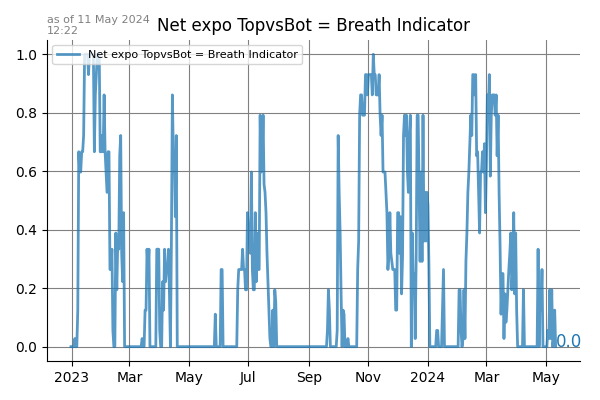 as of 11 May 2024
12:22
Net expo TopvsBot = Breath Indicator
Net expo TopvsBot = Breath Indicator
1.0
0.8
0.6
0.4
0.2
0.0
0.0
2023 Mar May Jul Sep Nov 2024 Mar May